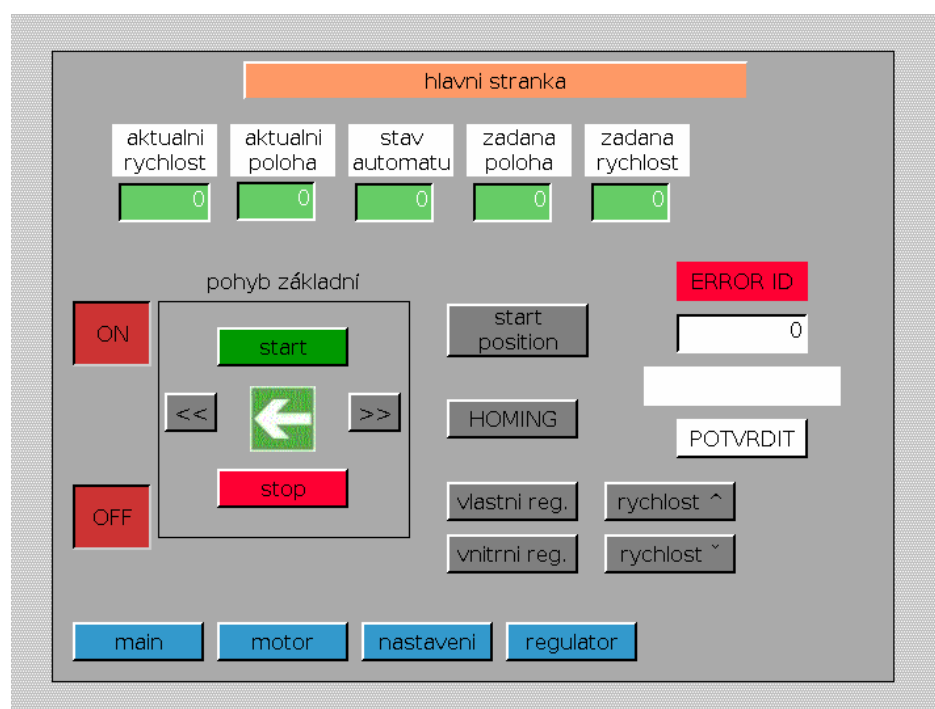 hlavni stranka
aktualni
rychlost
aktualni
poloha
stav
automatu
zadana
poloha
zadana
rychlost
0
0
0
0
0
pohyb základní
ERROR ID
ON
start
<<
>>
stop
OFF
start
position
0
HOMING
POTVRDIT
vlastni reg.
rychlost ^
vnitrni reg.
rychlost ˇ
main
motor
nastaveni
regulator